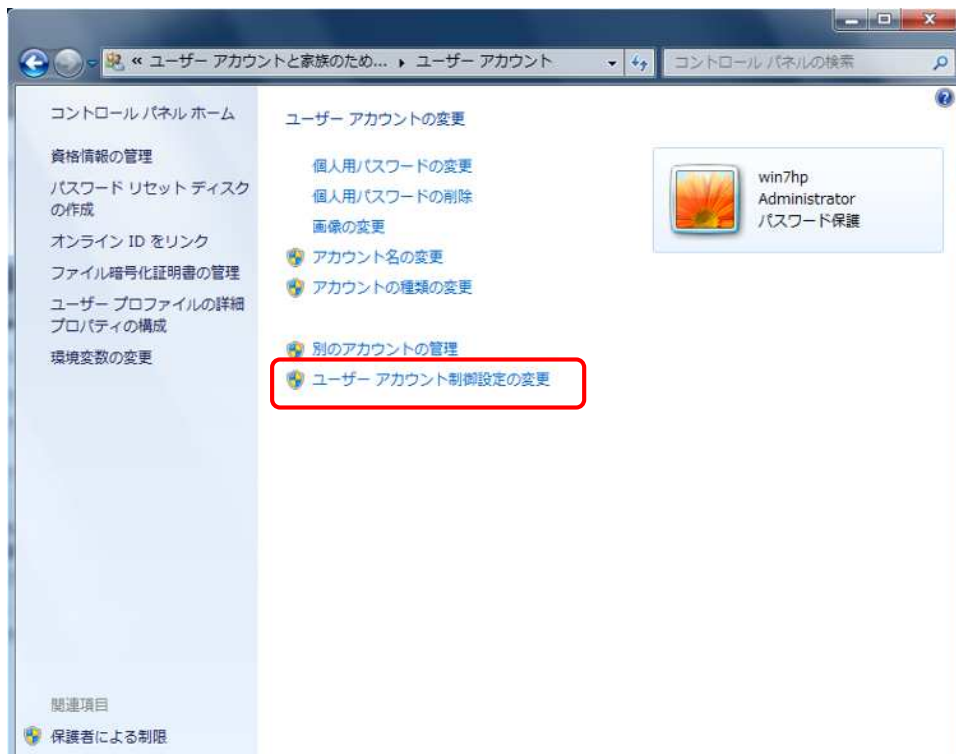 « ユーザー アカウントと家族のため... ▸ ユーザー アカウント
コントロール パネルの検索
コントロール パネル ホーム
資格情報の管理
パスワード リセット ディスク
の作成
オンライン ID をリンク
ファイル暗号化証明書の管理
ユーザー プロファイルの詳細
プロパティの構成
環境変数の変更
関連項目
保護者による制限
ユーザー アカウントの変更
個人用パスワードの変更
個人用パスワードの削除
画像の変更
アカウント名の変更
アカウントの種類の変更
別のアカウントの管理
ユーザー アカウント制御設定の変更
win7hp
Administrator
パスワード保護